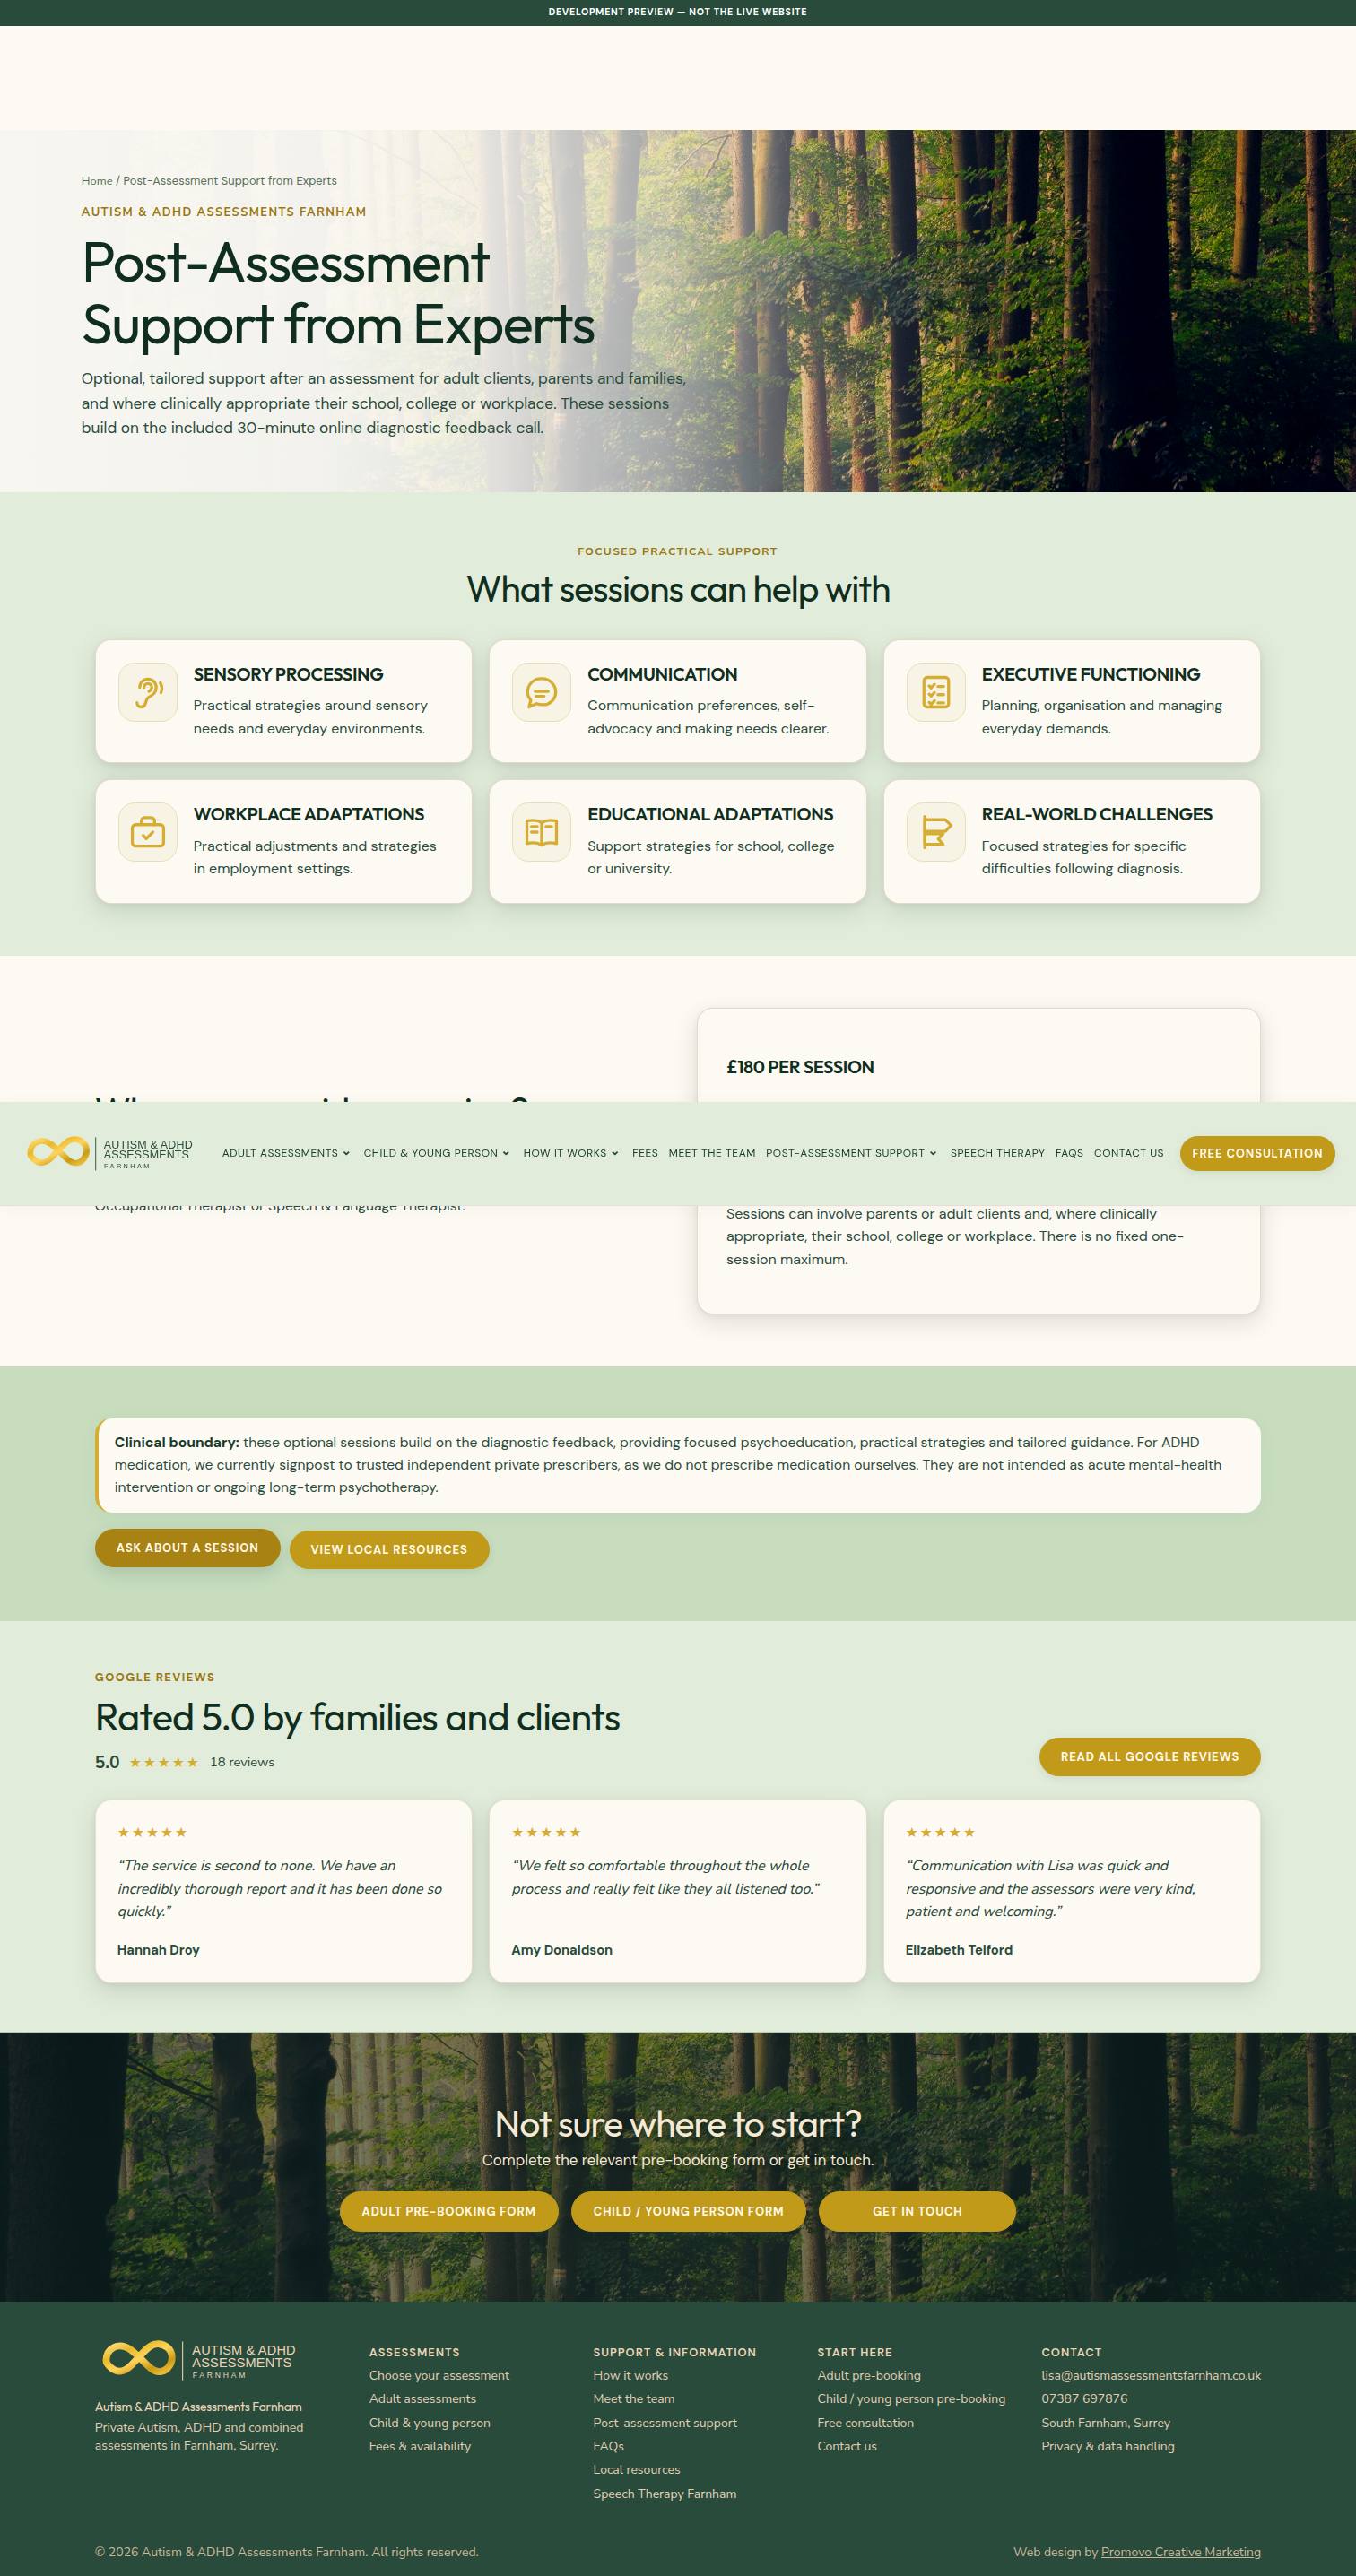 DEVELOPMENT PREVIEW — NOT THE LIVE WEBSITE
Home / Post-Assessment Support from Experts
AUTISM & ADHD ASSESSMENTS FARNHAM
Post-Assessment
Support from Experts
Optional, tailored support after an assessment for adult clients, parents and families,
and where clinically appropriate their school, college or workplace. These sessions
build on the included 30-minute online diagnostic feedback call.
FOCUSED PRACTICAL SUPPORT
What sessions can help with
SENSORY PROCESSING
Practical strategies around sensory
needs and everyday environments.
COMMUNICATION
Communication preferences, self-
advocacy and making needs clearer.
EXECUTIVE FUNCTIONING
Planning, organisation and managing
everyday demands.
WORKPLACE ADAPTATIONS
Practical adjustments and strategies
in employment settings.
EDUCATIONAL ADAPTATIONS
Support strategies for school, college
or university.
REAL-WORLD CHALLENGES
Focused strategies for specific
difficulties following diagnosis.
£180 PER SESSION
AUTISM & ADHD
ASSESSMENTS
FARNHAM
ADULT ASSESSMENTS
CHILD & YOUNG PERSON
HOW IT WORKS
FEES
MEET THE TEAM
POST-ASSESSMENT SUPPORT
SPEECH THERAPY
FAQS
CONTACT US
FREE CONSULTATION
Occupational Therapist or Speech & Language Therapist.
Sessions can involve parents or adult clients and, where clinically
appropriate, their school, college or workplace. There is no fixed one-
session maximum.
Clinical boundary: these optional sessions build on the diagnostic feedback, providing focused psychoeducation, practical strategies and tailored guidance. For ADHD
medication, we currently signpost to trusted independent private prescribers, as we do not prescribe medication ourselves. They are not intended as acute mental-health
intervention or ongoing long-term psychotherapy.
ASK ABOUT A SESSION
VIEW LOCAL RESOURCES
GOOGLE REVIEWS
Rated 5.0 by families and clients
5.0 ★★★★★ 18 reviews
READ ALL GOOGLE REVIEWS
★★★★★
“The service is second to none. We have an
incredibly thorough report and it has been done so
quickly.”
Hannah Droy
★★★★★
“We felt so comfortable throughout the whole
process and really felt like they all listened too.”
Amy Donaldson
★★★★★
“Communication with Lisa was quick and
responsive and the assessors were very kind,
patient and welcoming.”
Elizabeth Telford
Not sure where to start?
Complete the relevant pre-booking form or get in touch.
ADULT PRE-BOOKING FORM
CHILD / YOUNG PERSON FORM
GET IN TOUCH
AUTISM & ADHD
ASSESSMENTS
FARNHAM
Autism & ADHD Assessments Farnham
Private Autism, ADHD and combined
assessments in Farnham, Surrey.
ASSESSMENTS
Choose your assessment
Adult assessments
Child & young person
Fees & availability
SUPPORT & INFORMATION
How it works
Meet the team
Post-assessment support
FAQs
Local resources
Speech Therapy Farnham
START HERE
Adult pre-booking
Child / young person pre-booking
Free consultation
Contact us
CONTACT
lisa@autismassessmentsfarnham.co.uk
07387 697876
South Farnham, Surrey
Privacy & data handling
© 2026 Autism & ADHD Assessments Farnham. All rights reserved.
Web design by Promovo Creative Marketing